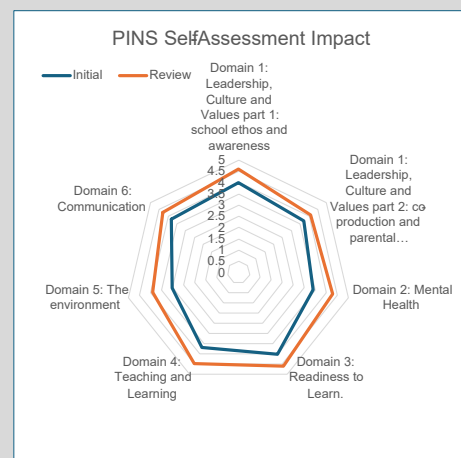 PINS Self-Assessment Impact
Initial
Review
Domain 1:
Leadership,
Culture and
Values part 1:
school ethos and
awareness
Domain 1:
Leadership,
Culture and
Values part 2: co-
production and
parental…
Domain 2: Mental
Health
Domain 3:
Readiness to
Learn.
Domain 4:
Teaching and
Learning
Domain 5: The
environment
Domain 6:
Communication
5
4.5
4
3.5
3
2.5
2
1.5
1
0.5
0